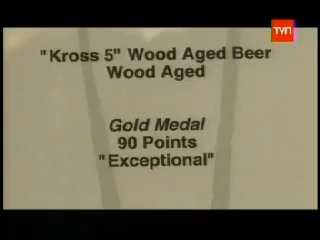 TVN
"Kross 5" Wood Aged Beer
Wood Aged
Gold Medal
90 Points
"Exceptional"